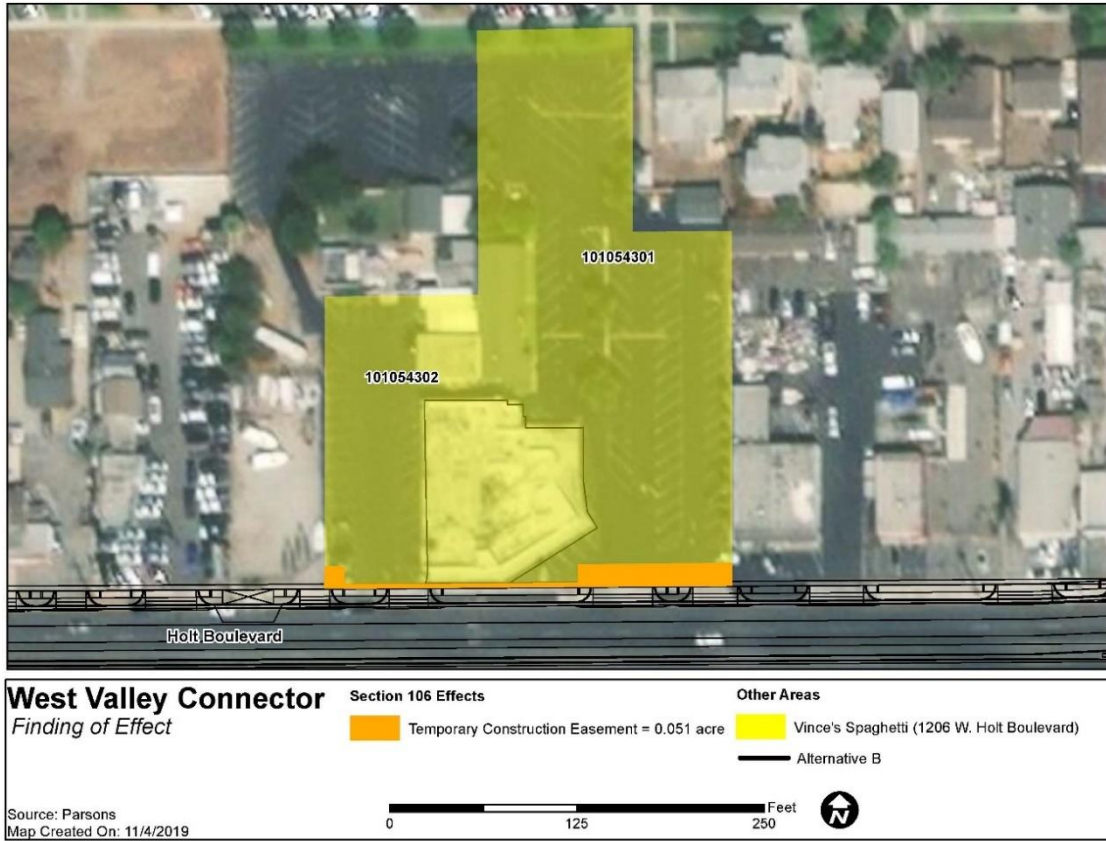 101054301
101054302
Holt Boulevard
West Valley Connector
Finding of Effect
Section 106 Effects
Temporary Construction Easement = 0.051 acre
Other Areas
Vince's Spaghetti (1206 W. Holt Boulevard)
Alternative B
Source: Parsons
Map Created On: 11/4/2019
Feet
0 125 250
N